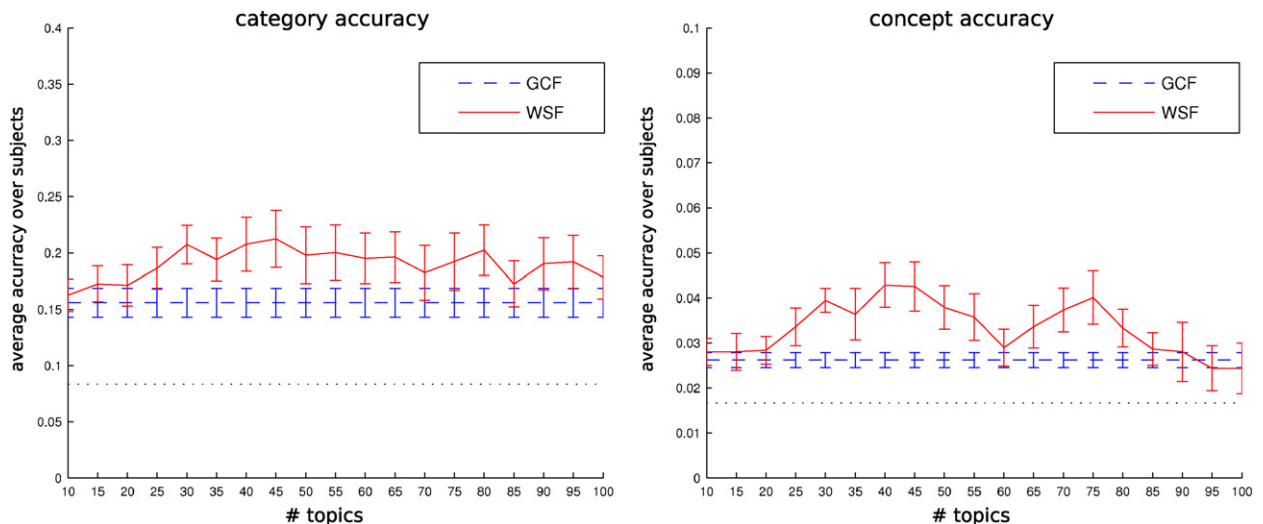 category accuracy
0.4
0.35
0.3
0.25
0.2
0.15
0.1
0.05
0
average acurracy over subjects
GCF
WSF
10 15 20 25 30 35 40 45 50 55 60 65 70 75 80 85 90 95 100
# topics
concept accuracy
0.1
0.09
0.08
0.07
0.06
0.05
0.04
0.03
0.02
0.01
0
average acurracy over subjects
GCF
WSF
10 15 20 25 30 35 40 45 50 55 60 65 70 75 80 85 90 95 100
# topics